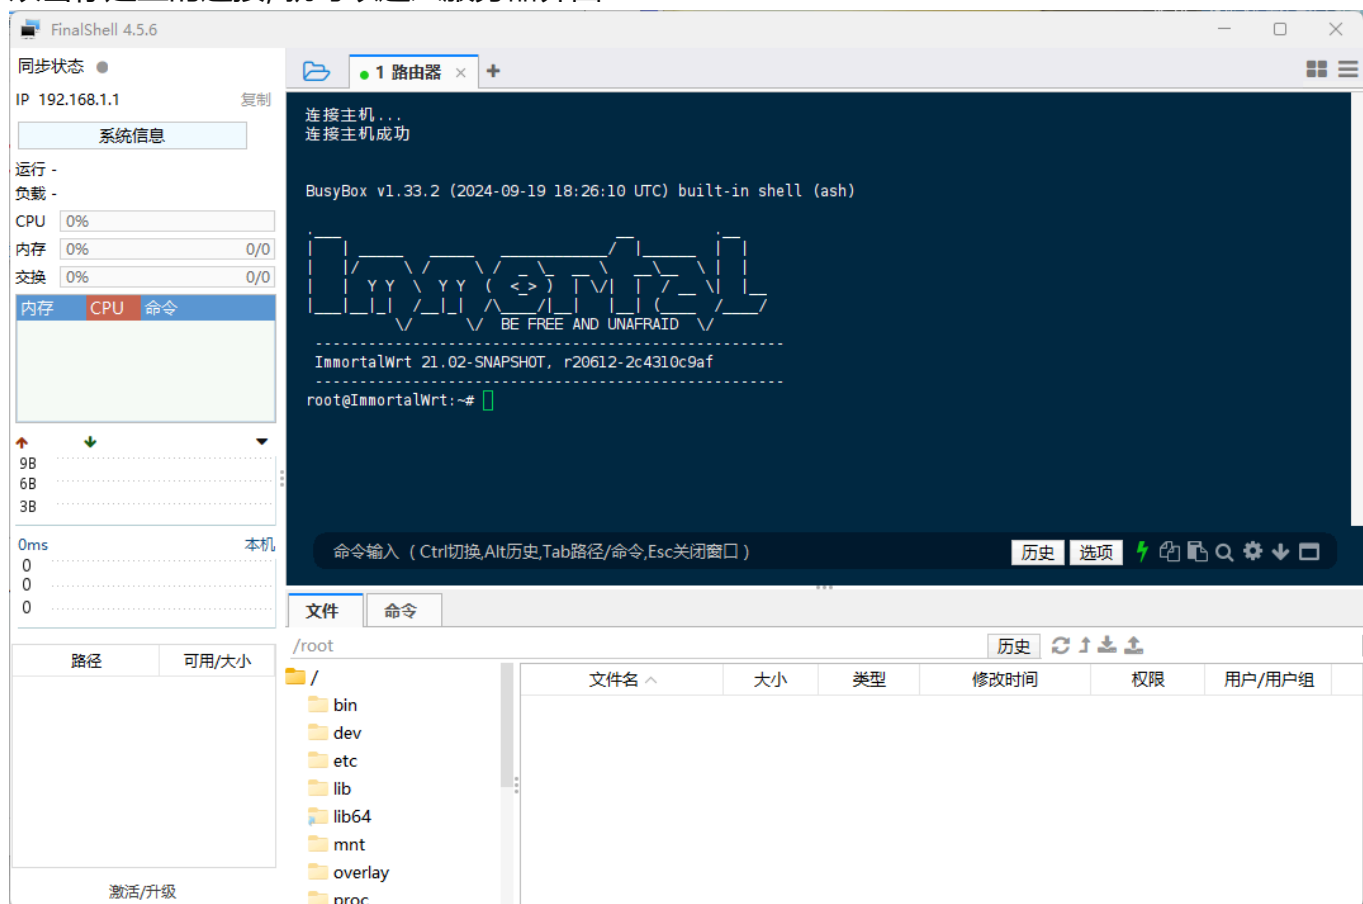 FinalShell 4.5.6
同步状态
IP 192.168.1.1 复制
系统信息
运行 -
负载 -
CPU 0%
内存 0% 0/0
交换 0% 0/0
内存 CPU 命令
9B
6B
3B
0ms 本机
0
0
0
路径 可用/大小
激活/升级
1 路由器
连接主机...
连接主机成功
BusyBox v1.33.2 (2024-09-19 18:26:10 UTC) built-in shell (ash)
Immortal
BE FREE AND UNAFRAID
-----------------------------------------------------
ImmortalWrt 21.02-SNAPSHOT, r20612-2c4310c9af
-----------------------------------------------------
root@ImmortalWrt:~#
命令输入 (Ctrl切换,Alt历史,Tab路径/命令,Esc关闭窗口) 历史 选项
文件 命令
/root 历史
/
bin
dev
etc
lib
lib64
mnt
overlay
proc
文件名 大小 类型 修改时间 权限 用户/用户组